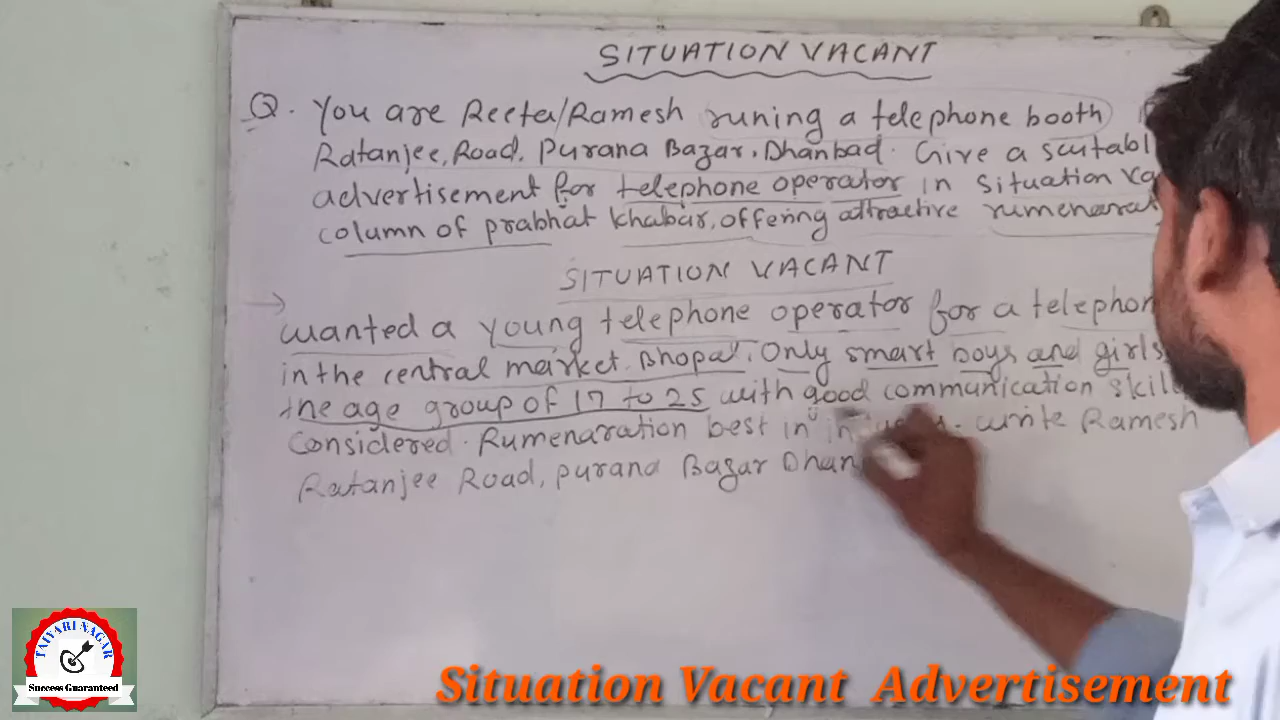 SITUATION VACANT
Q. You are Reeta/Ramesh runing a telephone booth
Ratanjee, Road, Purana Bazar, Dhanbad. Give a suitabl
advertisement for telephone operator in situation va
column of prabhat khabar, offering attractive rumenarat
SITUATION VACANT
→ wanted a young telephone operator for a telephon
in the central market, Bhopal. Only smart boys and girls
the age group of 17 to 25 with good communication skill
Considered. Rumenaration best in write Ramesh
Ratanjee Road, purana Bazar Dhan
TAIYARI NAGAR
Success Guaranteed
Situation Vacant Advertisement